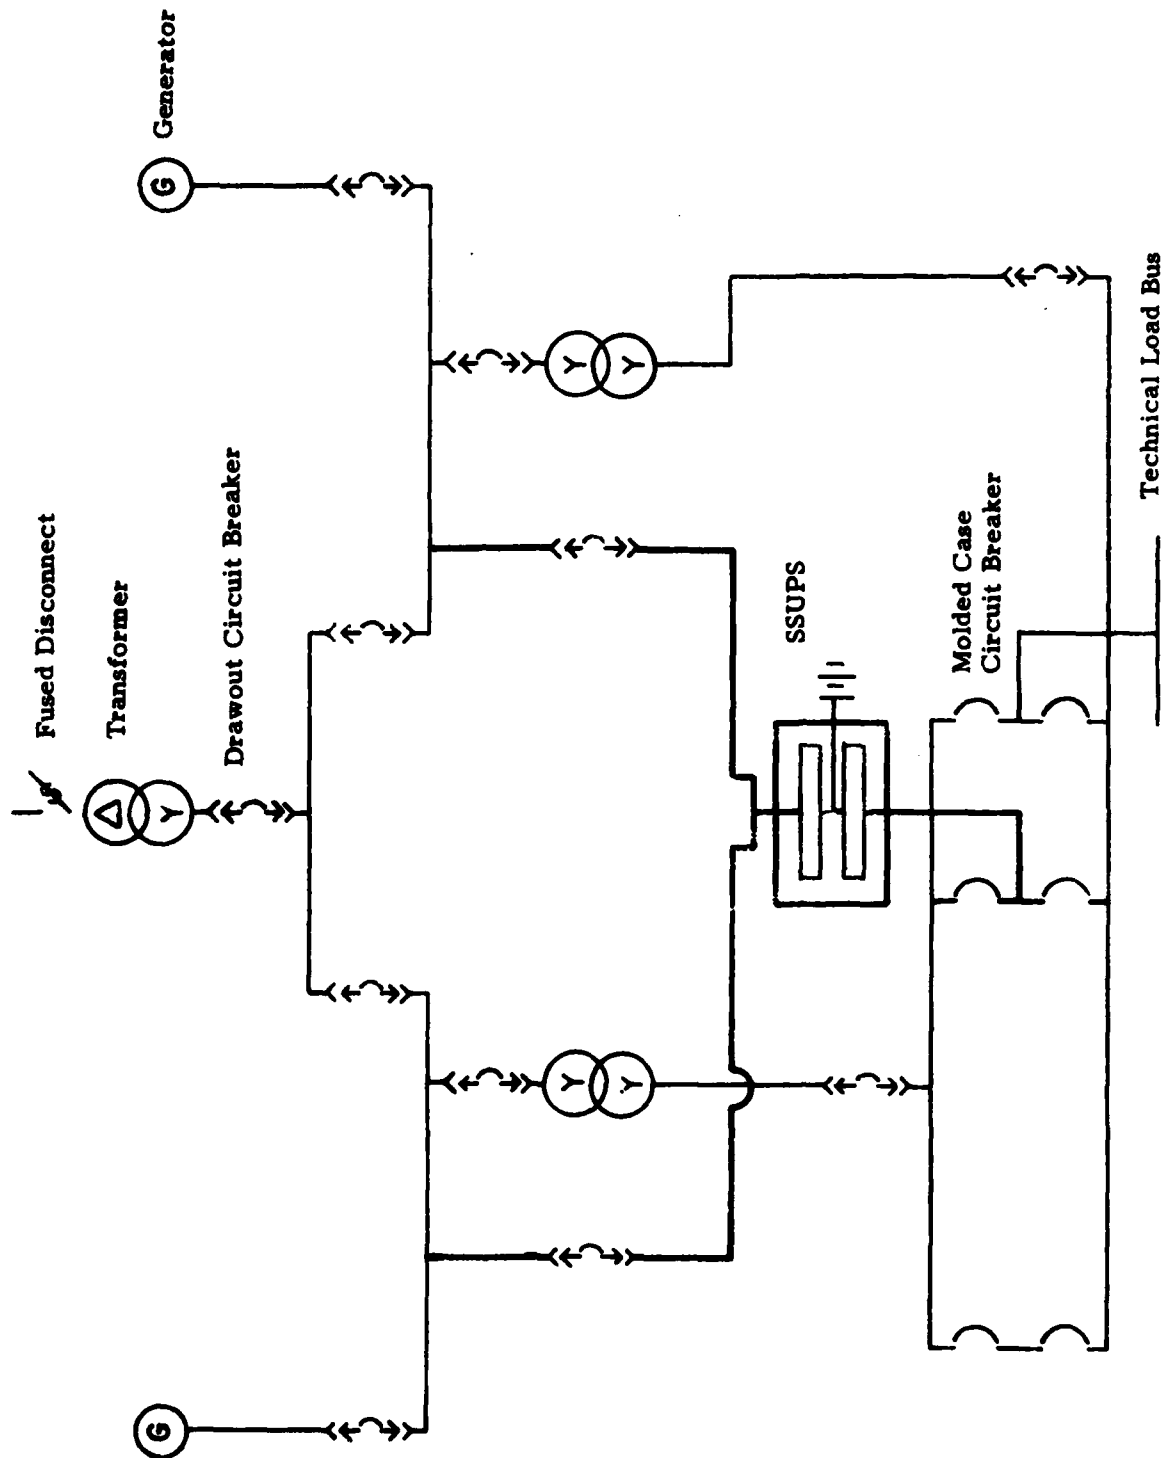 Fused Disconnect
Transformer
Δ
Y
Drawout Circuit Breaker
G
Generator
G
Y
Y
Y
Y
SSUPS
Molded Case
Circuit Breaker
Technical Load Bus